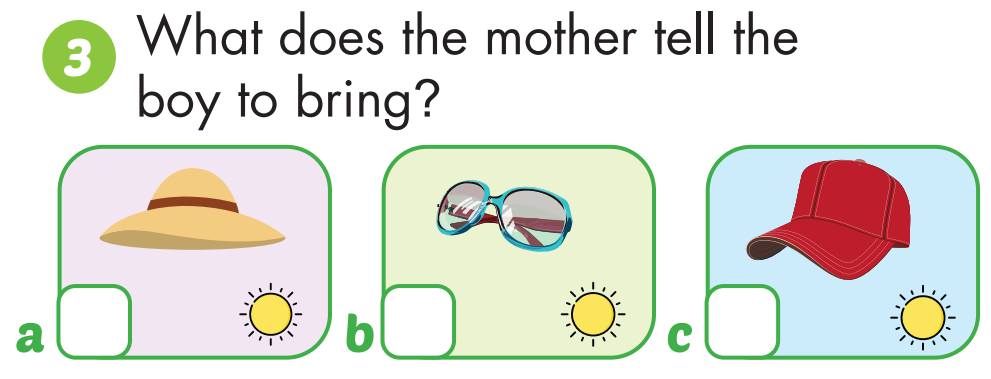 3 What does the mother tell the
boy to bring?
a b c